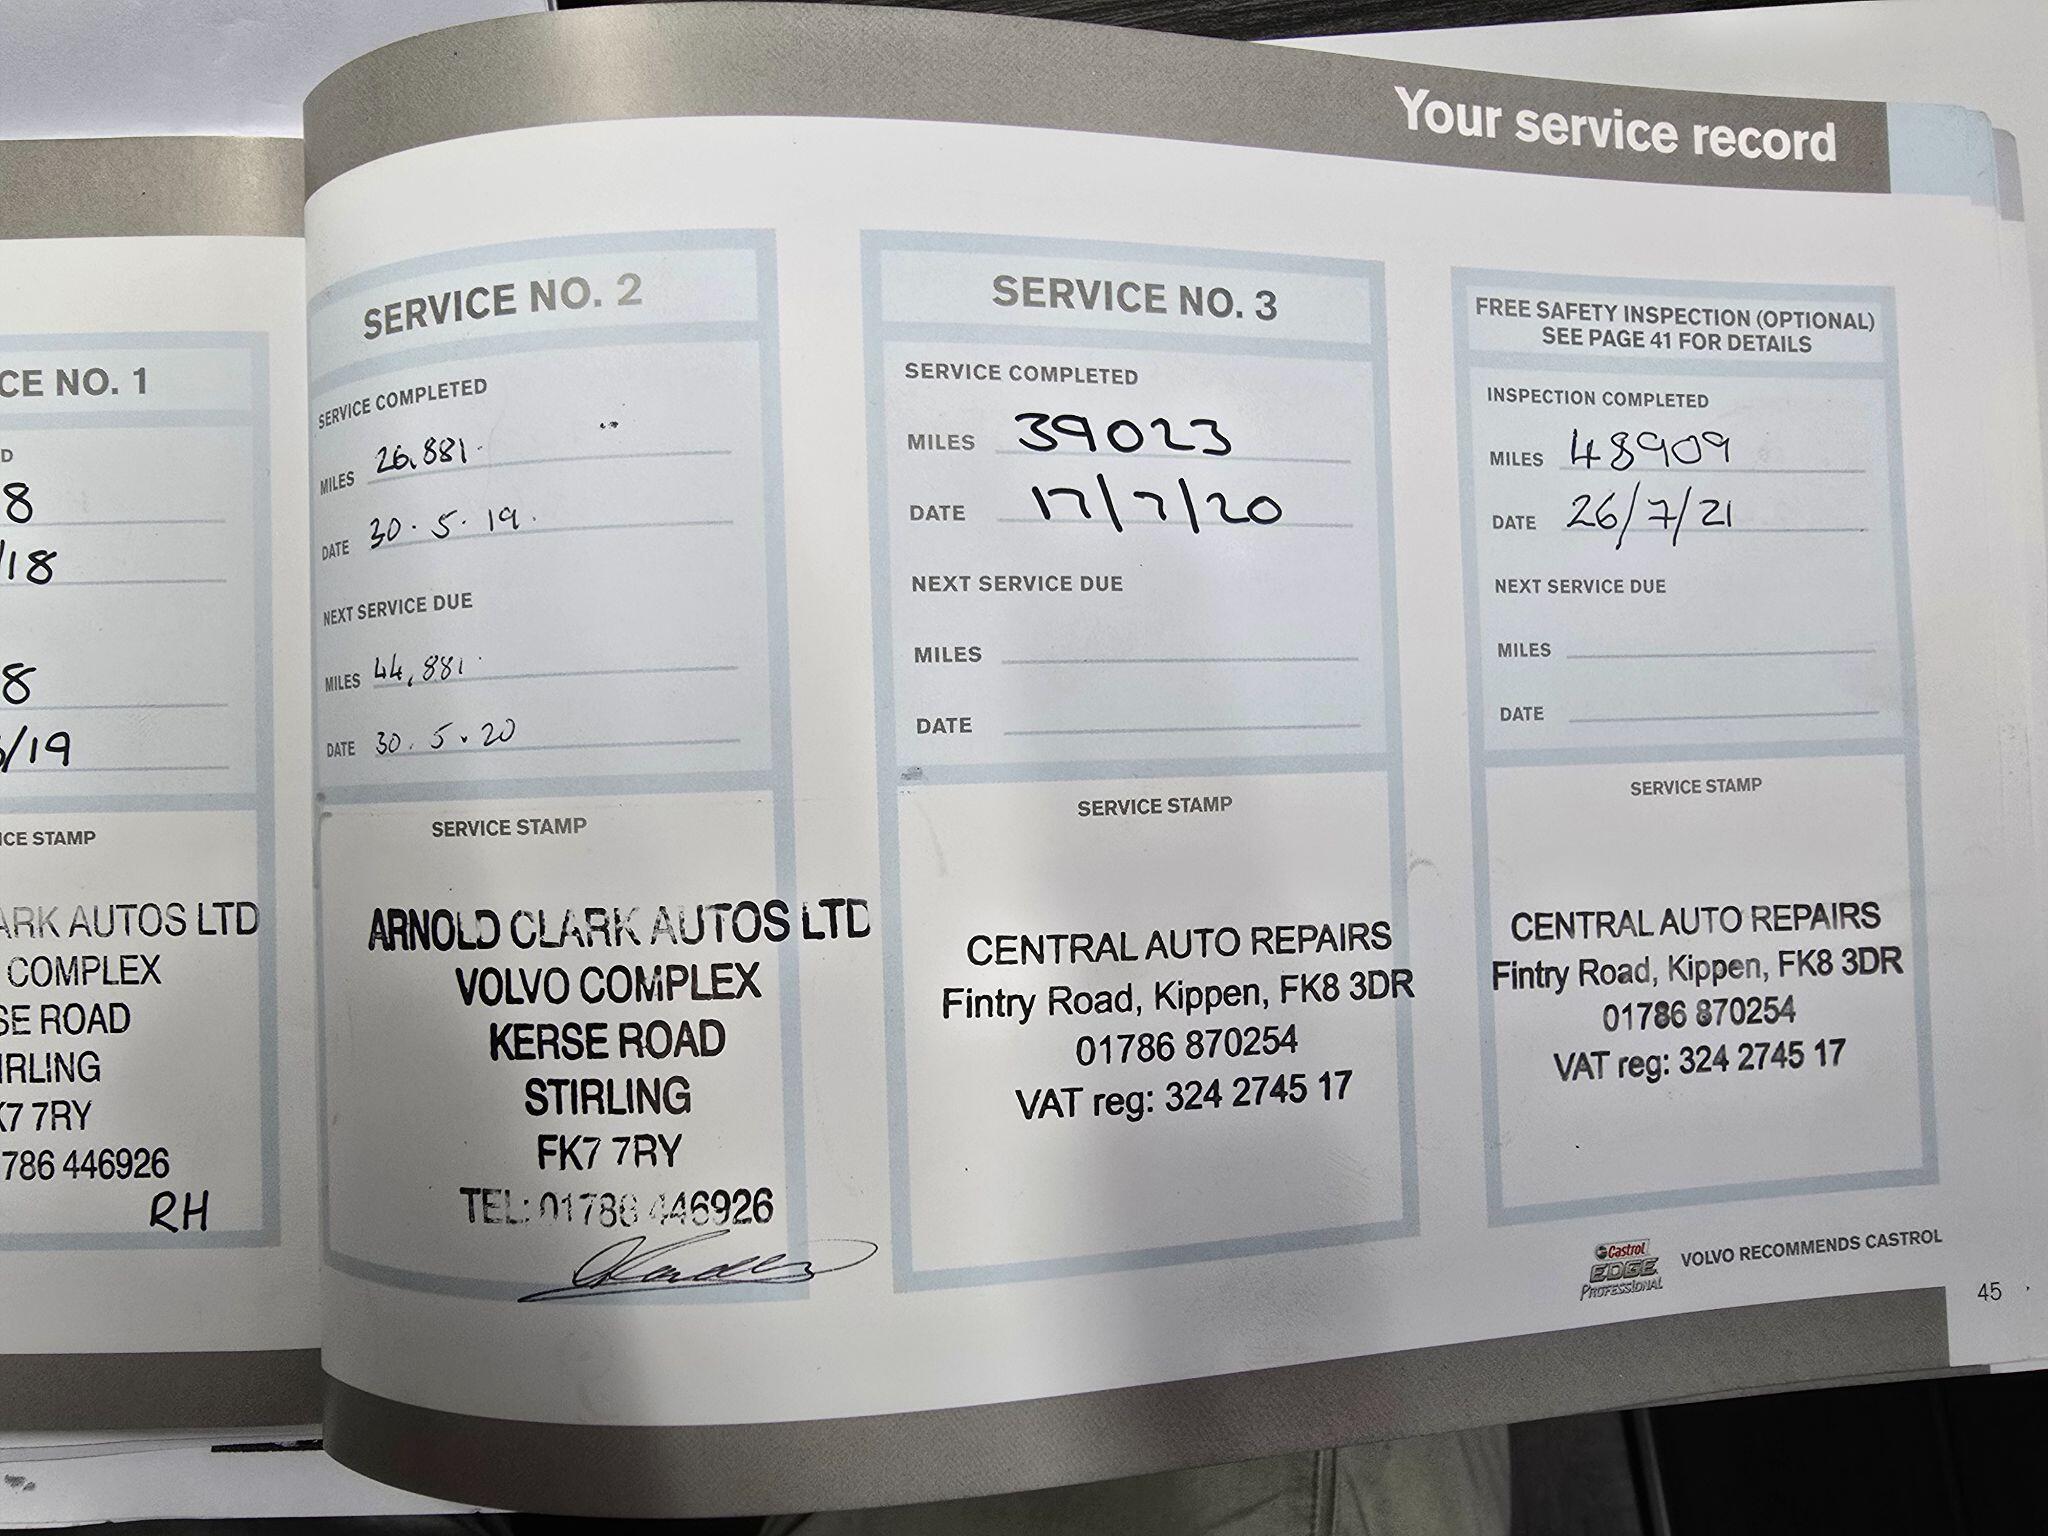 Your service record
CE NO. 1
D
8
/18
8
/19
ICE STAMP
ARK AUTOS LTD
COMPLEX
SE ROAD
IRLING
K7 7RY
786 446926
RH
SERVICE NO. 2
SERVICE COMPLETED
MILES 26,881
DATE 30.5.19.
NEXT SERVICE DUE
MILES 44,881
DATE 30.5.20
SERVICE STAMP
ARNOLD CLARK AUTOS LTD
VOLVO COMPLEX
KERSE ROAD
STIRLING
FK7 7RY
TEL: 01786 446926
SERVICE NO. 3
SERVICE COMPLETED
MILES 39023
DATE 17/7/20
NEXT SERVICE DUE
MILES
DATE
SERVICE STAMP
CENTRAL AUTO REPAIRS
Fintry Road, Kippen, FK8 3DR
01786 870254
VAT reg: 324 2745 17
FREE SAFETY INSPECTION (OPTIONAL)
SEE PAGE 41 FOR DETAILS
INSPECTION COMPLETED
MILES 48909
DATE 26/7/21
NEXT SERVICE DUE
MILES
DATE
SERVICE STAMP
CENTRAL AUTO REPAIRS
Fintry Road, Kippen, FK8 3DR
01786 870254
VAT reg: 324 2745 17
Castrol
EDGE
PROFESSIONAL
VOLVO RECOMMENDS CASTROL
45